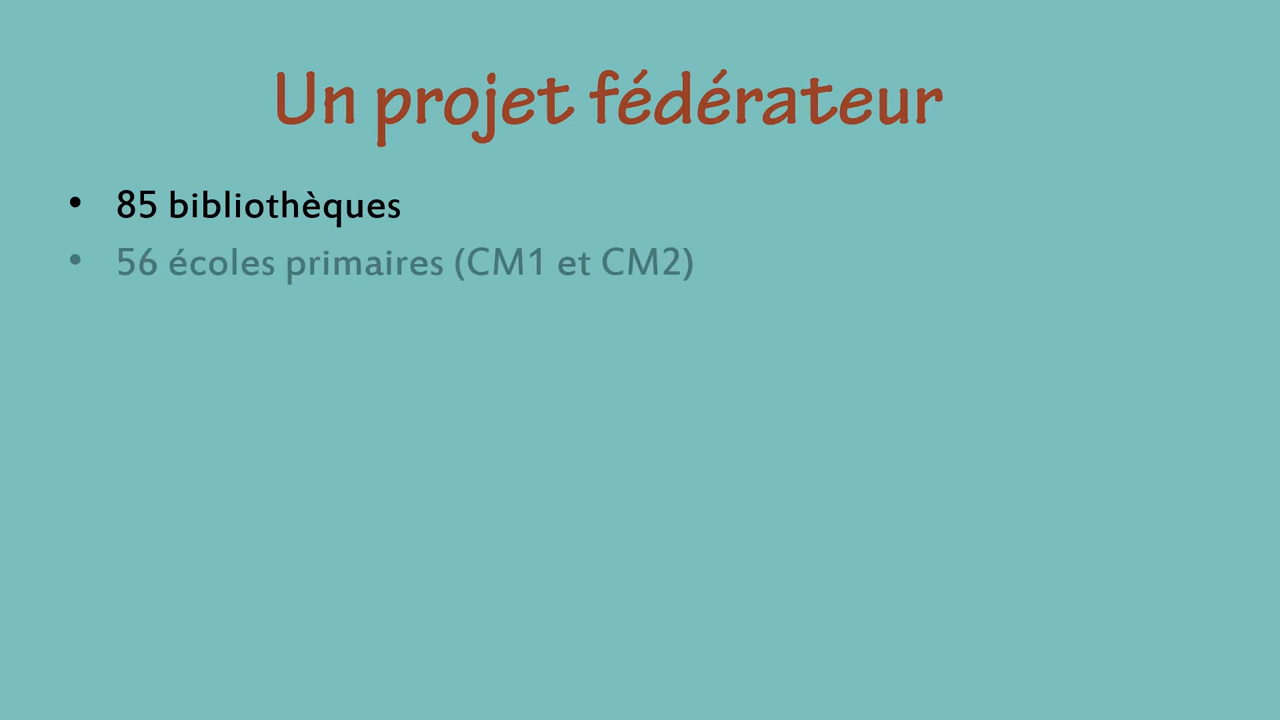 Un projet fédérateur
• 85 bibliothèques
• 56 écoles primaires (CM1 et CM2)